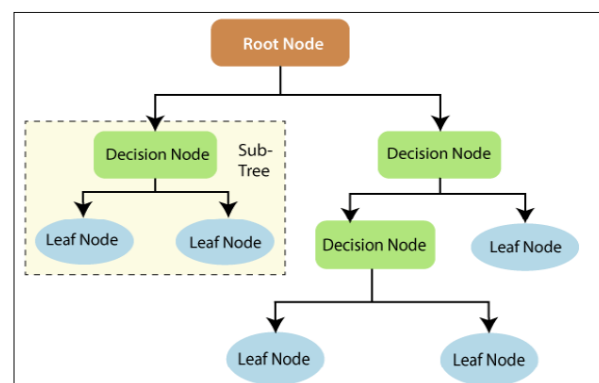 Root Node
Decision Node
Sub-
Tree
Decision Node
Leaf Node
Leaf Node
Decision Node
Leaf Node
Leaf Node
Leaf Node